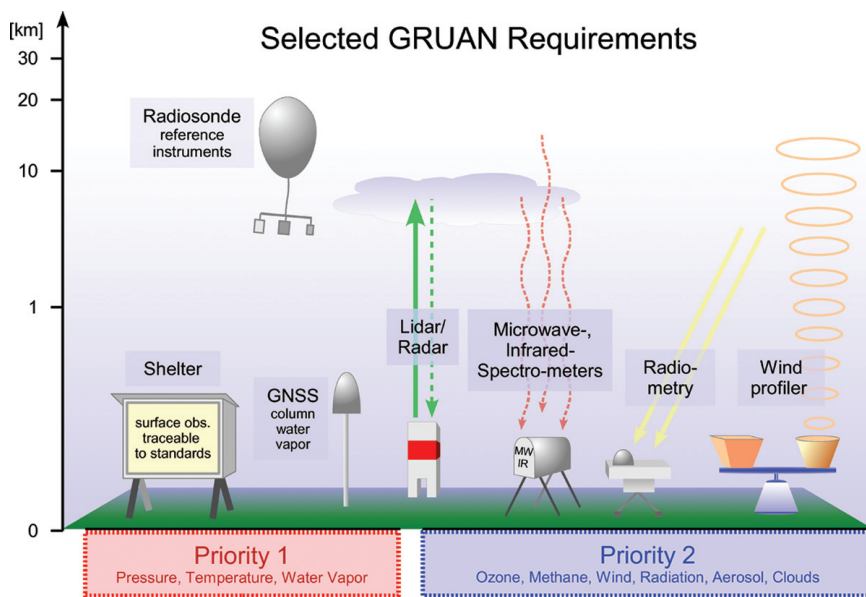 [km]
Selected GRUAN Requirements
30
20
10
1
0
Radiosonde
reference
instruments
Shelter
surface obs.
traceable
to standards
GNSS
column
water
vapor
Lidar/
Radar
Microwave-,
Infrared-
Spectro-meters
MW
IR
Radio-
metry
Wind
profiler
Priority 1
Pressure, Temperature, Water Vapor
Priority 2
Ozone, Methane, Wind, Radiation, Aerosol, Clouds